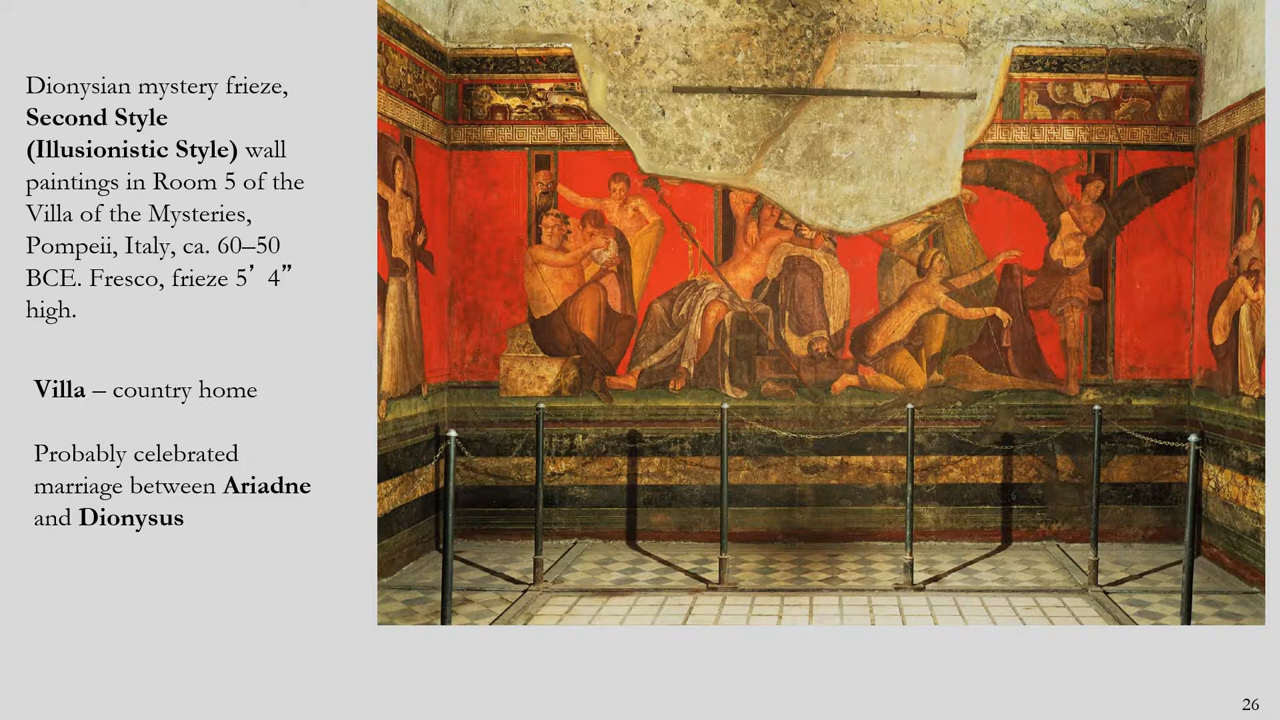 Dionysian mystery frieze,
Second Style
(Illusionistic Style) wall
paintings in Room 5 of the
Villa of the Mysteries,
Pompeii, Italy, ca. 60–50
BCE. Fresco, frieze 5’ 4”
high.
Villa – country home
Probably celebrated
marriage between Ariadne
and Dionysus
26